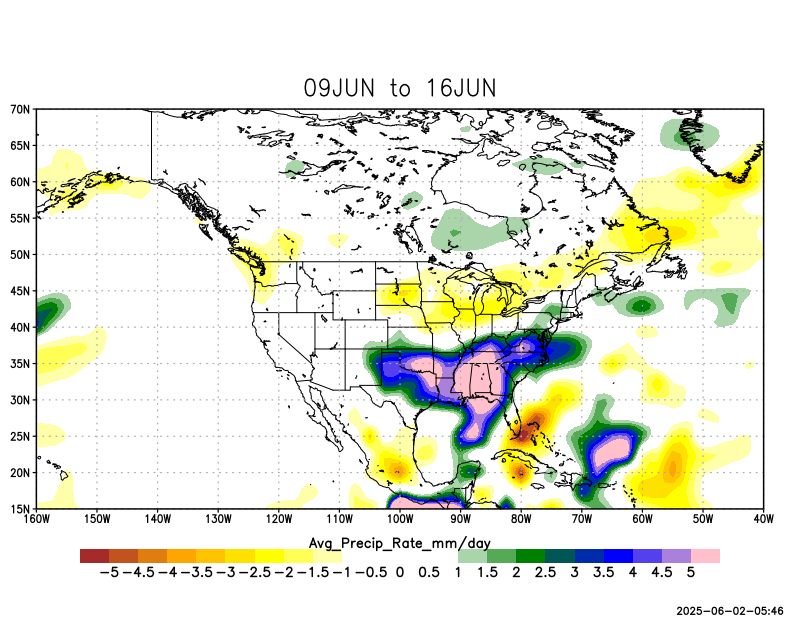 09JUN to 16JUN
70N
65N
60N
55N
50N
45N
40N
35N
30N
25N
20N
15N
160W 150W 140W 130W 120W 110W 100W 90W 80W 70W 60W 50W 40W
Avg_Precip_Rate_mm/day
-5 -4.5 -4 -3.5 -3 -2.5 -2 -1.5 -1 -0.5 0 0.5 1 1.5 2 2.5 3 3.5 4 4.5 5
2025-06-02-05:46